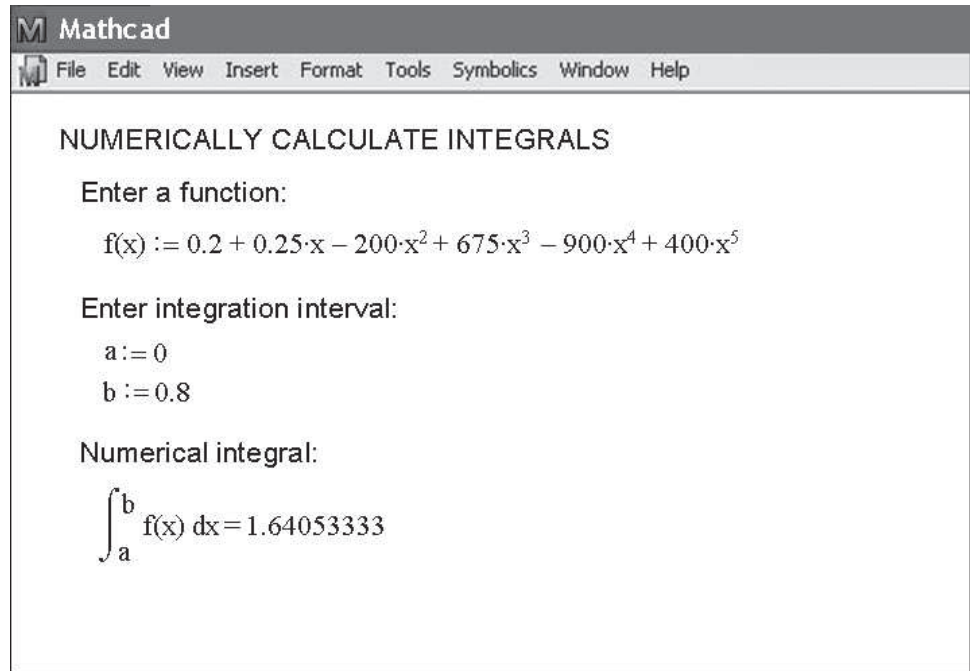 M Mathcad
File Edit View Insert Format Tools Symbolics Window Help
NUMERICALLY CALCULATE INTEGRALS
Enter a function:
f(x) := 0.2 + 0.25·x – 200·x² + 675·x³ – 900·x⁴ + 400·x⁵
Enter integration interval:
a := 0
b := 0.8
Numerical integral:
∫ₐᵇ f(x) dx = 1.64053333